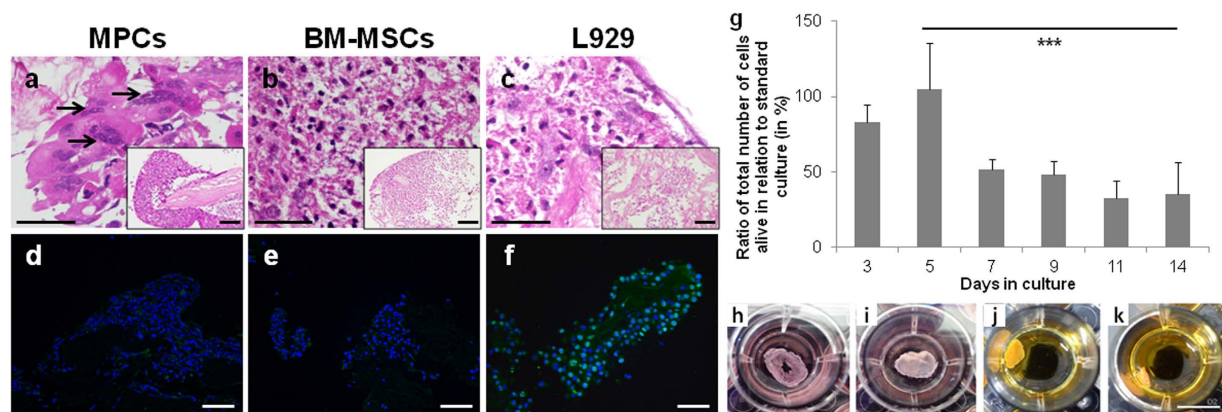 MPCs
BM-MSCs
L929
a
b
c
d
e
f
g
Ratio of total number of cells
alive in relation to standard
culture (in %)
150
100
50
0
***
3 5 7 9 11 14
Days in culture
h
i
j
k